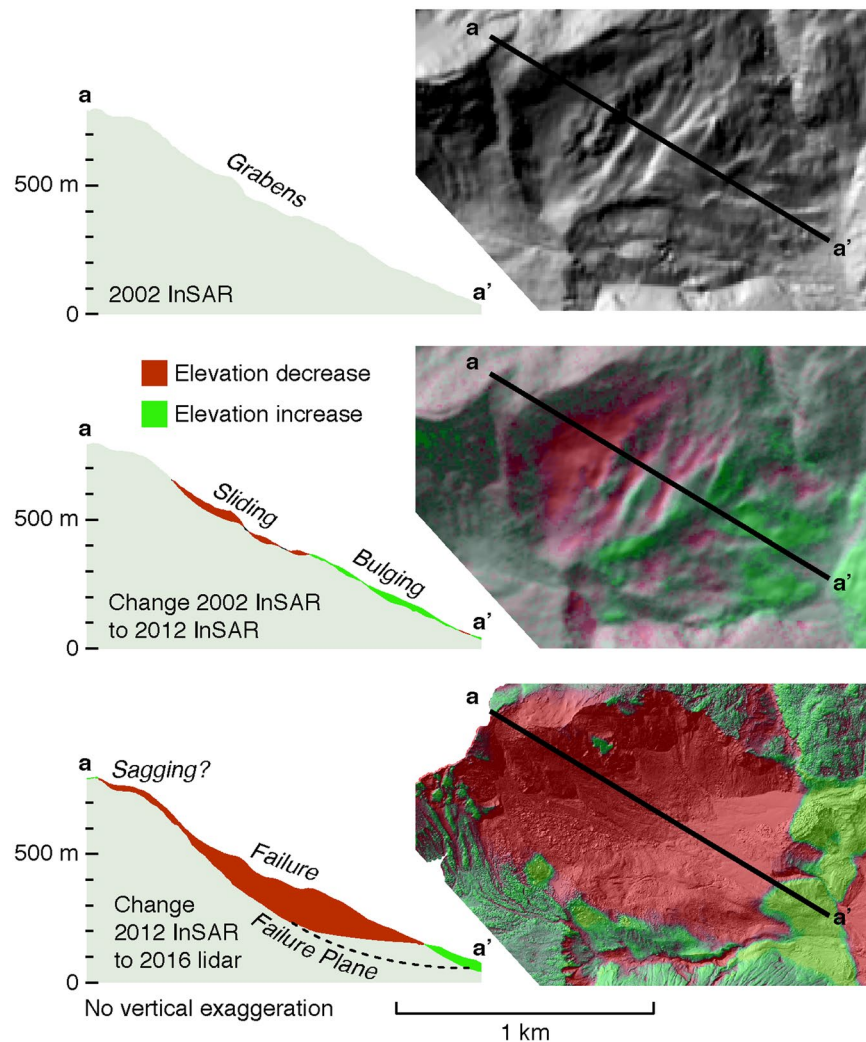 a
500 m
Grabens
2002 InSAR
0
a'
a
a'
Elevation decrease
Elevation increase
a
500 m
Sliding
Bulging
Change 2002 InSAR
to 2012 InSAR
0
a'
a
a'
a
Sagging?
500 m
Failure
Failure Plane
Change
2012 InSAR
to 2016 lidar
0
a'
a
a'
No vertical exaggeration
1 km